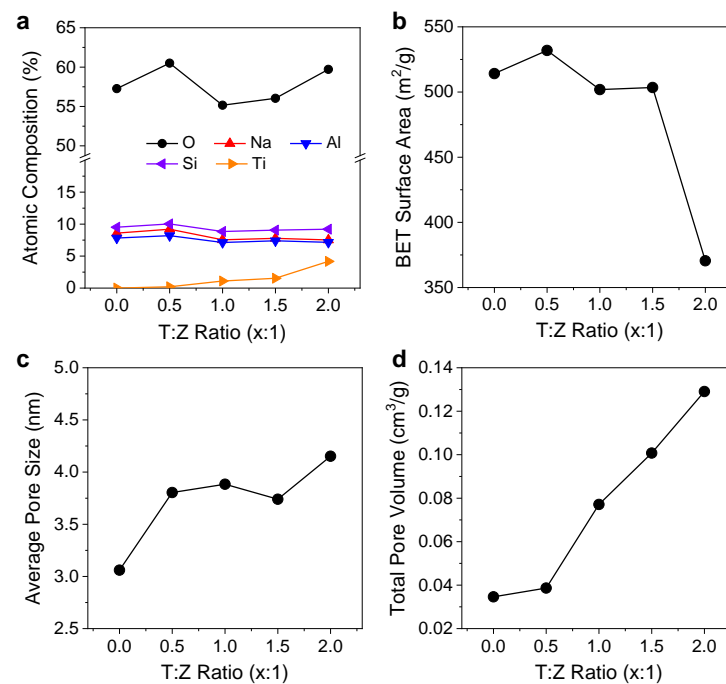 a
Atomic Composition (%)
65
60
55
50
15
10
5
0
O
Na
Al
Si
Ti
0.0 0.5 1.0 1.5 2.0
T:Z Ratio (x:1)
b
BET Surface Area (m²/g)
550
500
450
400
350
0.0 0.5 1.0 1.5 2.0
T:Z Ratio (x:1)
c
Average Pore Size (nm)
5.0
4.5
4.0
3.5
3.0
2.5
0.0 0.5 1.0 1.5 2.0
T:Z Ratio (x:1)
d
Total Pore Volume (cm³/g)
0.14
0.12
0.10
0.08
0.06
0.04
0.02
0.0 0.5 1.0 1.5 2.0
T:Z Ratio (x:1)